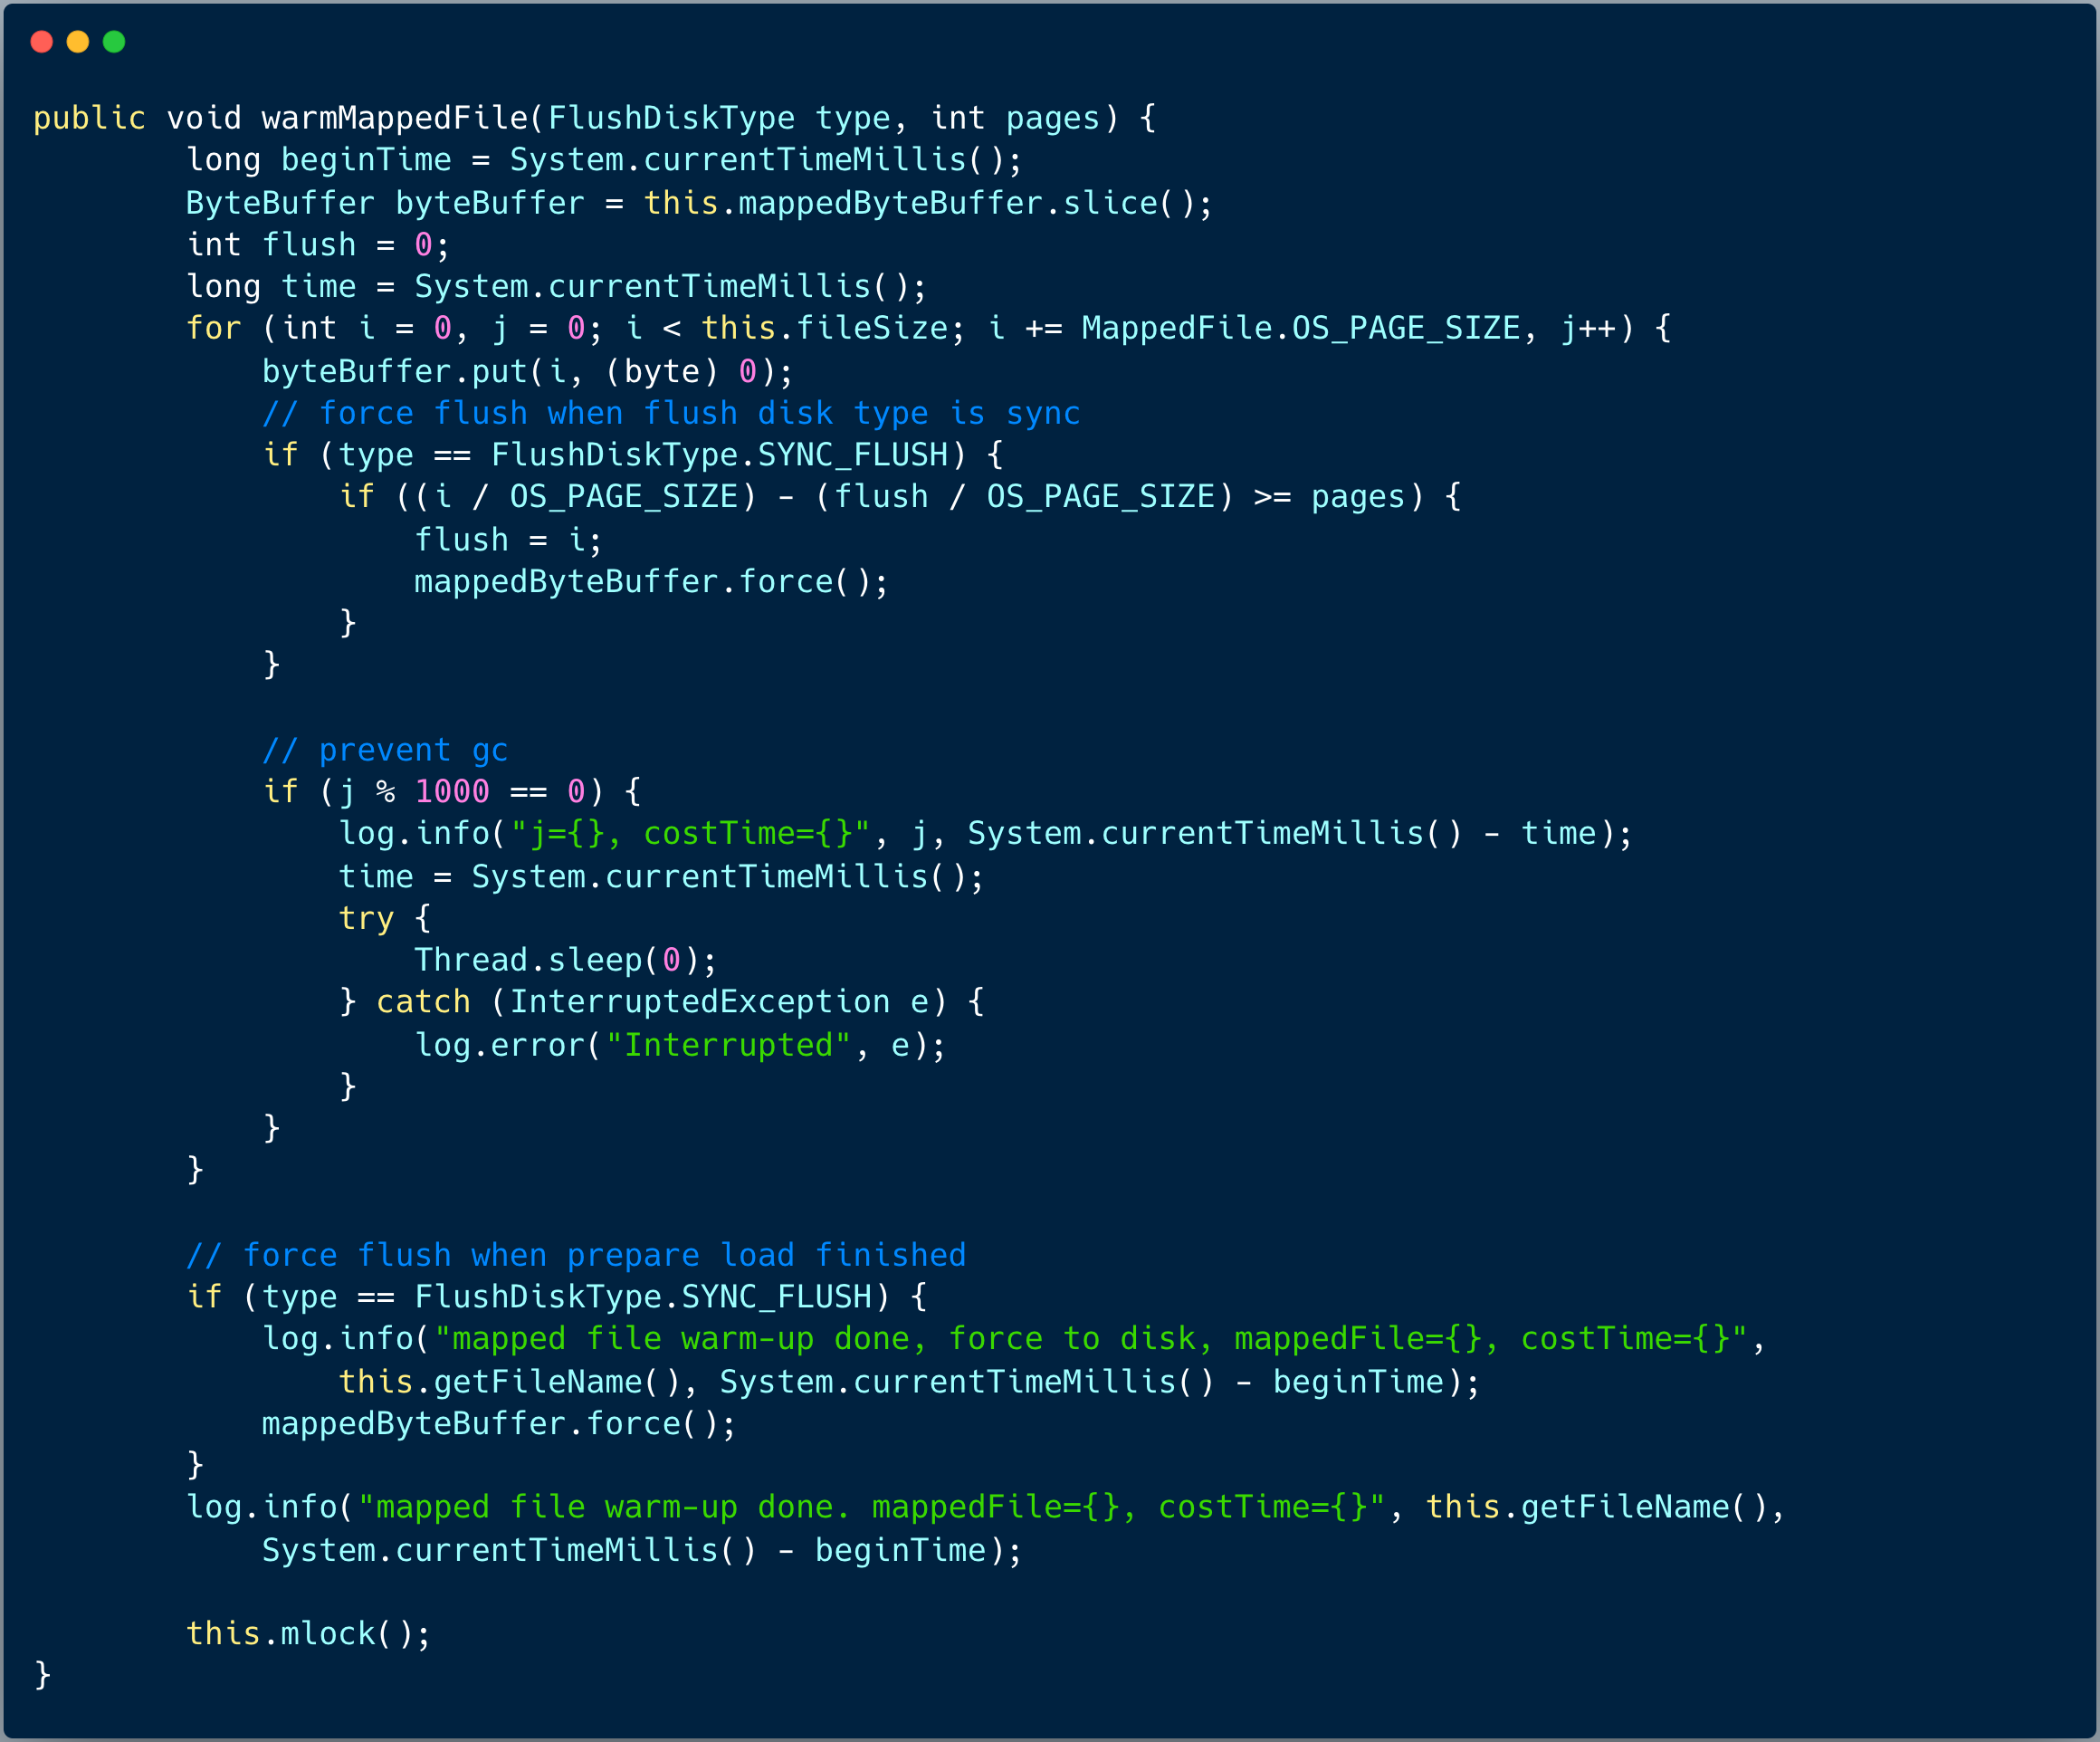 public void warmMappedFile(FlushDiskType type, int pages) {
        long beginTime = System.currentTimeMillis();
        ByteBuffer byteBuffer = this.mappedByteBuffer.slice();
        int flush = 0;
        long time = System.currentTimeMillis();
        for (int i = 0, j = 0; i < this.fileSize; i += MappedFile.OS_PAGE_SIZE, j++) {
            byteBuffer.put(i, (byte) 0);
            // force flush when flush disk type is sync
            if (type == FlushDiskType.SYNC_FLUSH) {
                if ((i / OS_PAGE_SIZE) - (flush / OS_PAGE_SIZE) >= pages) {
                    flush = i;
                    mappedByteBuffer.force();
                }
            }

            // prevent gc
            if (j % 1000 == 0) {
                log.info("j={}, costTime={}", j, System.currentTimeMillis() - time);
                time = System.currentTimeMillis();
                try {
                    Thread.sleep(0);
                } catch (InterruptedException e) {
                    log.error("Interrupted", e);
                }
            }
        }

        // force flush when prepare load finished
        if (type == FlushDiskType.SYNC_FLUSH) {
            log.info("mapped file warm-up done, force to disk, mappedFile={}, costTime={}",
                this.getFileName(), System.currentTimeMillis() - beginTime);
            mappedByteBuffer.force();
        }
        log.info("mapped file warm-up done. mappedFile={}, costTime={}", this.getFileName(),
            System.currentTimeMillis() - beginTime);

        this.mlock();
}